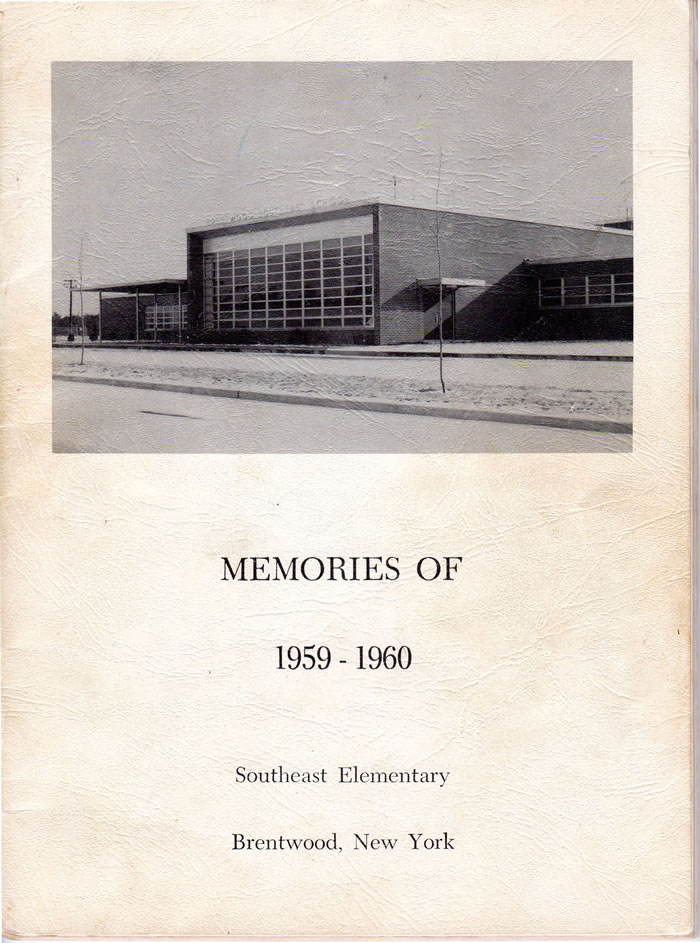 MEMORIES OF
1959 - 1960
Southeast Elementary
Brentwood, New York